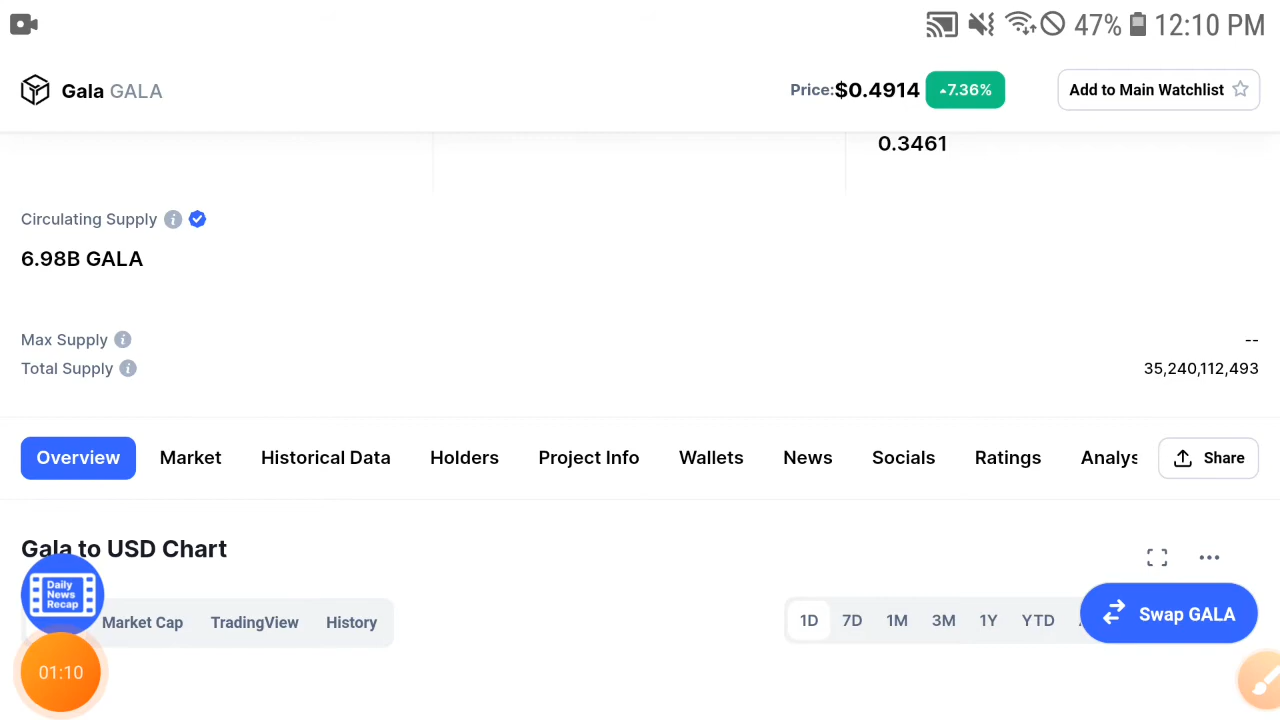 47% 12:10 PM
Gala GALA
Price:$0.4914 7.36%
Add to Main Watchlist
0.3461
Circulating Supply
6.98B GALA
Max Supply --
Total Supply 35,240,112,493
Overview Market Historical Data Holders Project Info Wallets News Socials Ratings Analys Share
Gala to USD Chart
Daily
News
Recap
Market Cap TradingView History 1D 7D 1M 3M 1Y YTD
Swap GALA
01:10